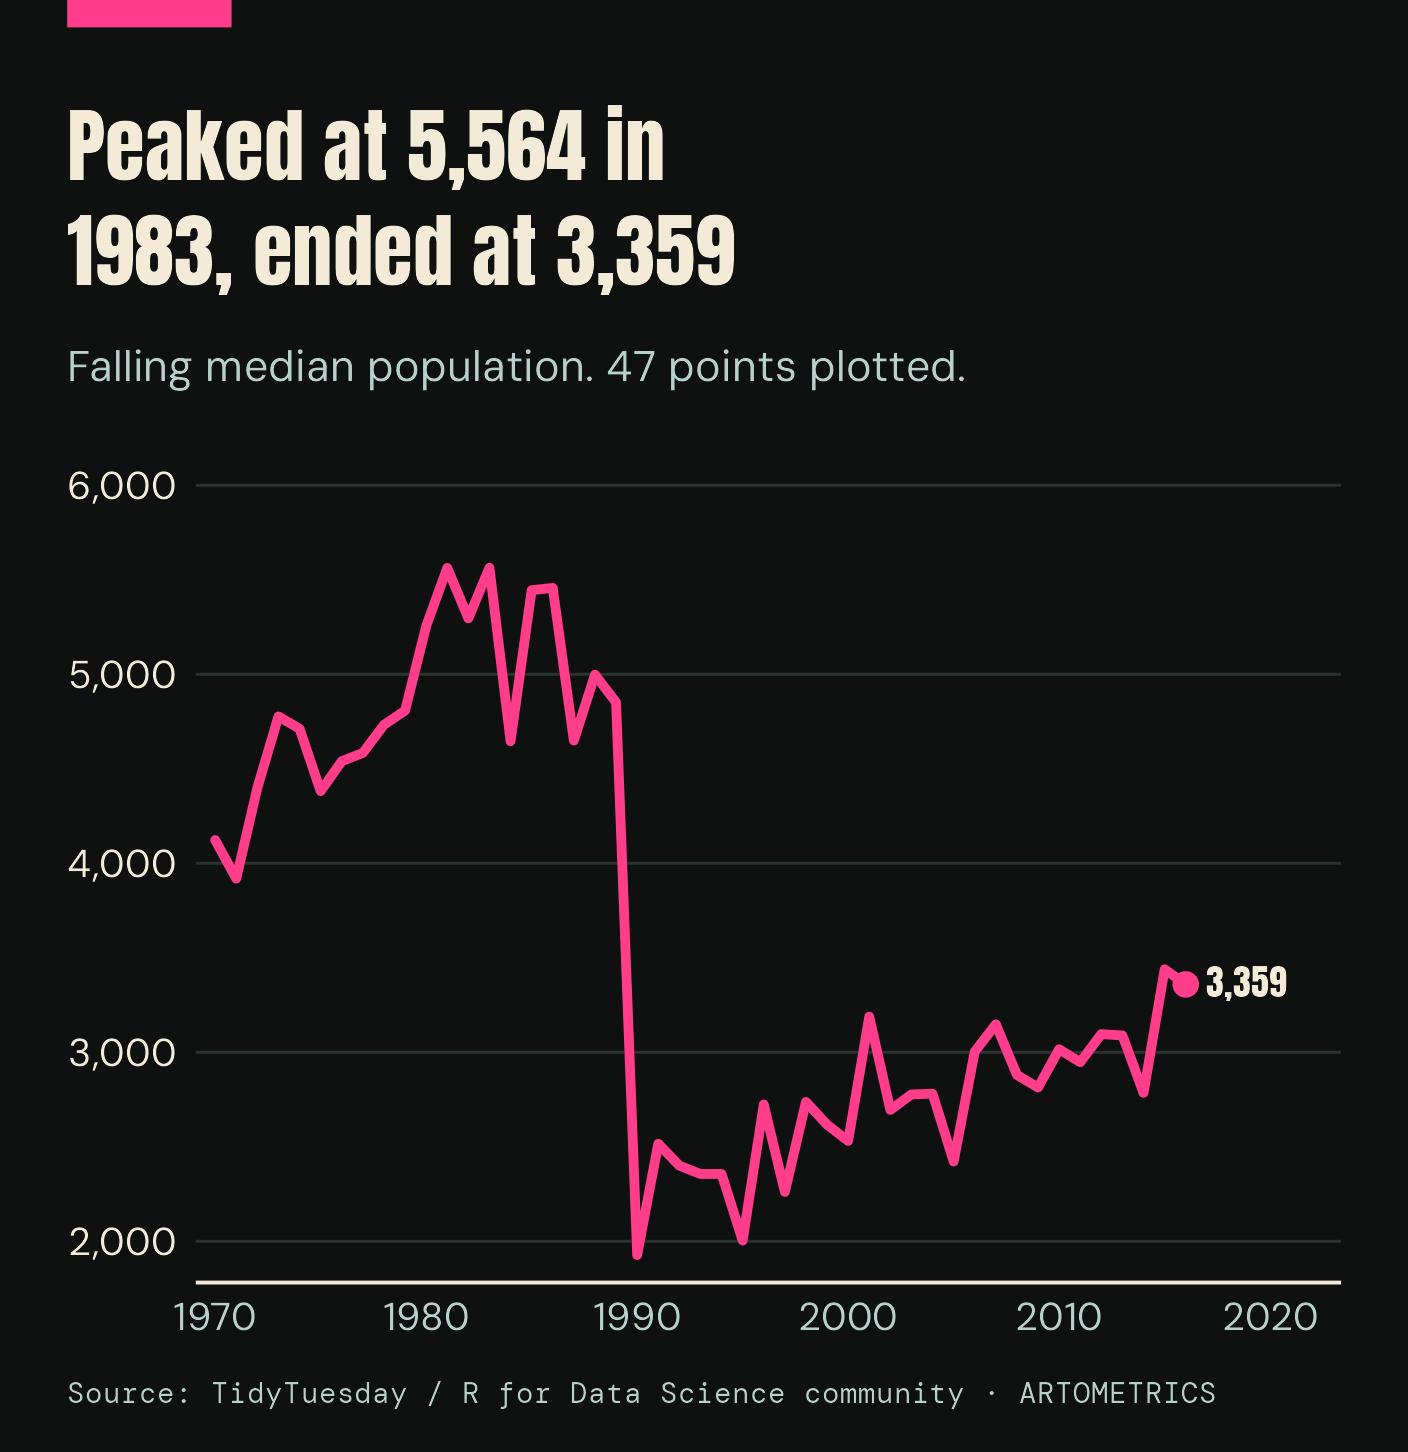 Peaked at 5,564 in
1983, ended at 3,359
Falling median population. 47 points plotted.
6,000
5,000
4,000
3,359
3,000
2,000
1970 1980 1990 2000 2010 2020
Source: TidyTuesday / R for Data Science community · ARTOMETRICS